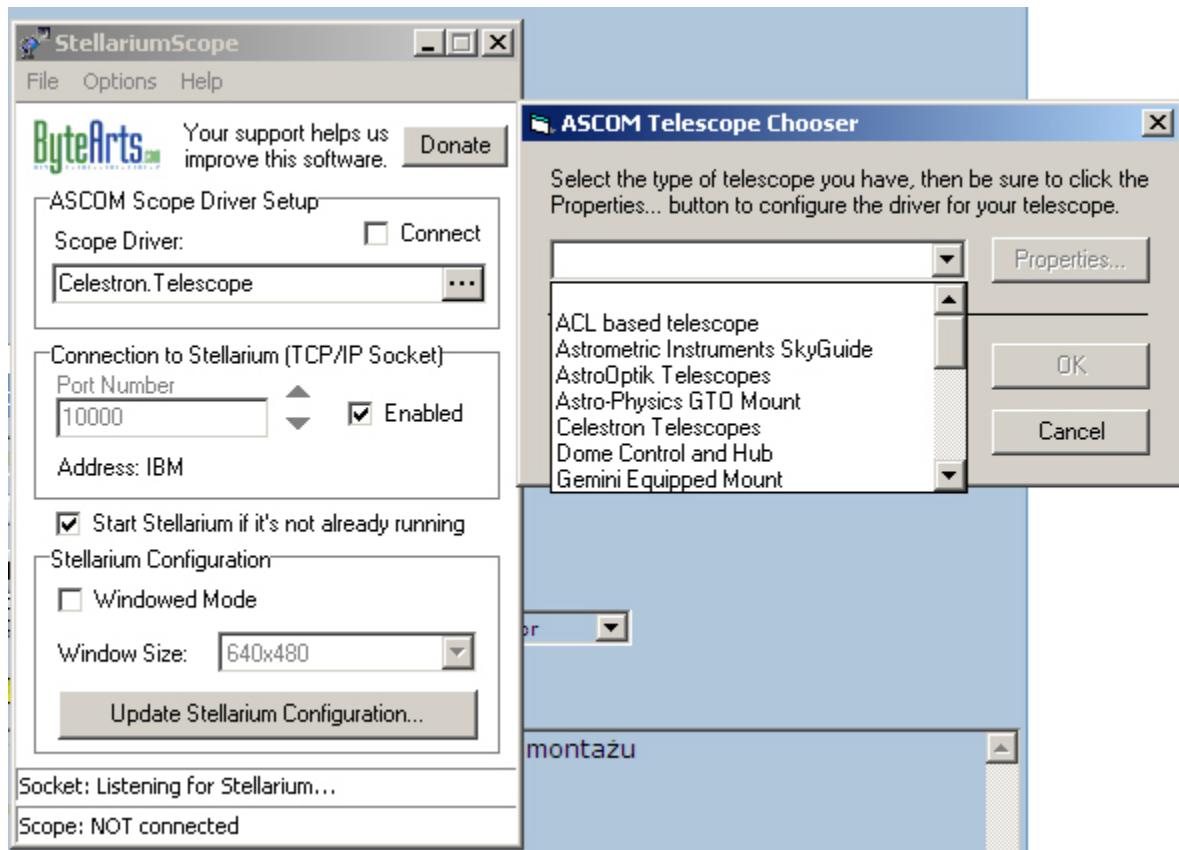 StellariumScope
File Options Help
ByteArts.com
Your support helps us
improve this software.
Donate
ASCOM Scope Driver Setup
Scope Driver:
Connect
Celestron.Telescope
...
Connection to Stellarium (TCP/IP Socket)
Port Number
10000
Enabled
Address: IBM
Start Stellarium if it's not already running
Stellarium Configuration
Windowed Mode
Window Size: 640x480
Update Stellarium Configuration...
Socket: Listening for Stellarium...
Scope: NOT connected
ASCOM Telescope Chooser
Select the type of telescope you have, then be sure to click the
Properties... button to configure the driver for your telescope.
Properties...
ACL based telescope
Astrometric Instruments SkyGuide
AstroOptik Telescopes
Astro-Physics GTO Mount
Celestron Telescopes
Dome Control and Hub
Gemini Equipped Mount
OK
Cancel
montażu